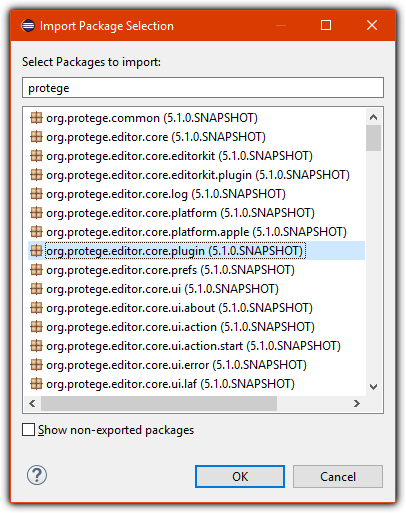 Import Package Selection
Select Packages to import:
protege
org.protege.common (5.1.0.SNAPSHOT)
org.protege.editor.core (5.1.0.SNAPSHOT)
org.protege.editor.core.editorkit (5.1.0.SNAPSHOT)
org.protege.editor.core.editorkit.plugin (5.1.0.SNAPSHOT)
org.protege.editor.core.log (5.1.0.SNAPSHOT)
org.protege.editor.core.platform (5.1.0.SNAPSHOT)
org.protege.editor.core.platform.apple (5.1.0.SNAPSHOT)
org.protege.editor.core.plugin (5.1.0.SNAPSHOT)
org.protege.editor.core.prefs (5.1.0.SNAPSHOT)
org.protege.editor.core.ui (5.1.0.SNAPSHOT)
org.protege.editor.core.ui.about (5.1.0.SNAPSHOT)
org.protege.editor.core.ui.action (5.1.0.SNAPSHOT)
org.protege.editor.core.ui.action.start (5.1.0.SNAPSHOT)
org.protege.editor.core.ui.error (5.1.0.SNAPSHOT)
org.protege.editor.core.ui.laf (5.1.0.SNAPSHOT)
Show non-exported packages
?
OK
Cancel